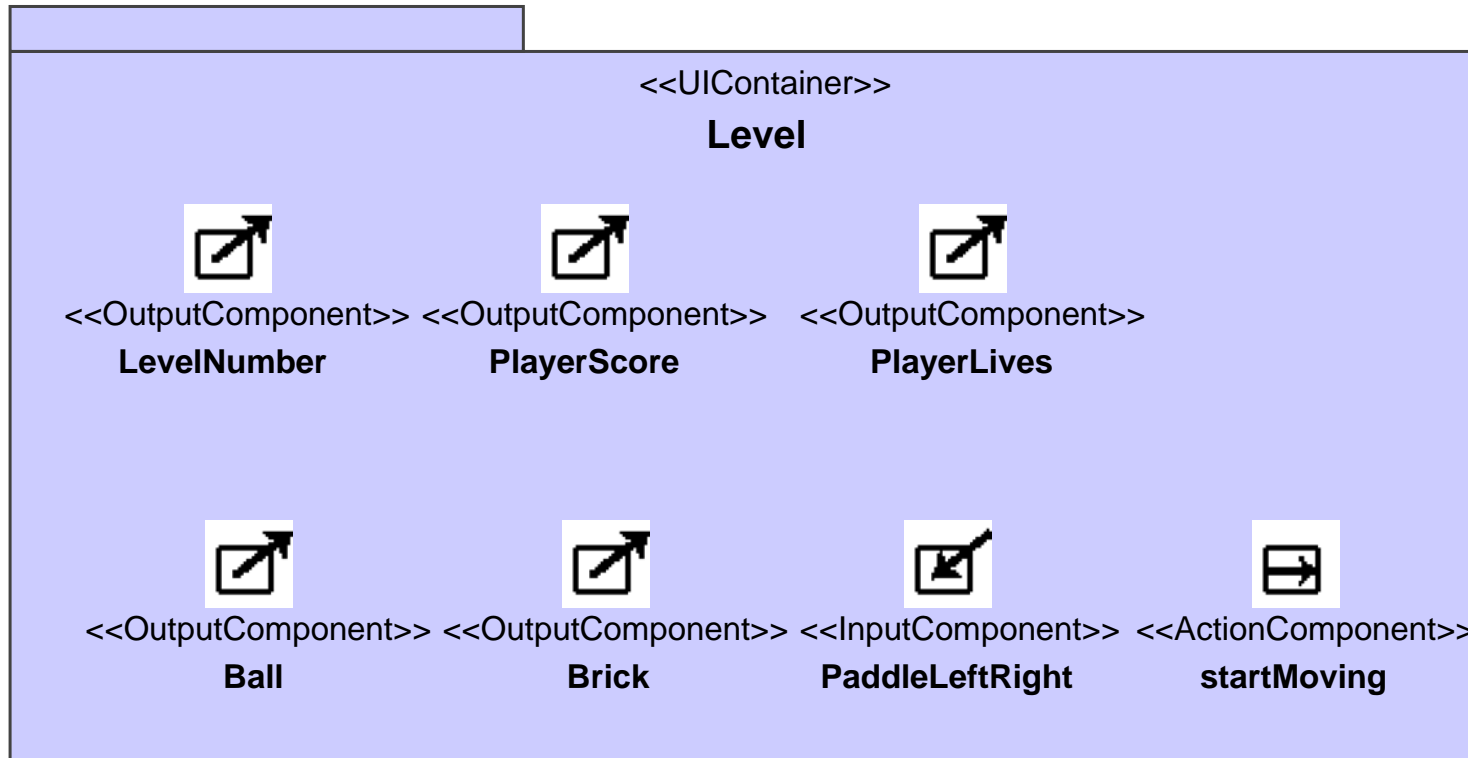 <<UIContainer>>
Level
<<OutputComponent>> <<OutputComponent>> <<OutputComponent>>
LevelNumber PlayerScore PlayerLives
<<OutputComponent>> <<OutputComponent>> <<InputComponent>> <<ActionComponent>>
Ball Brick PaddleLeftRight startMoving